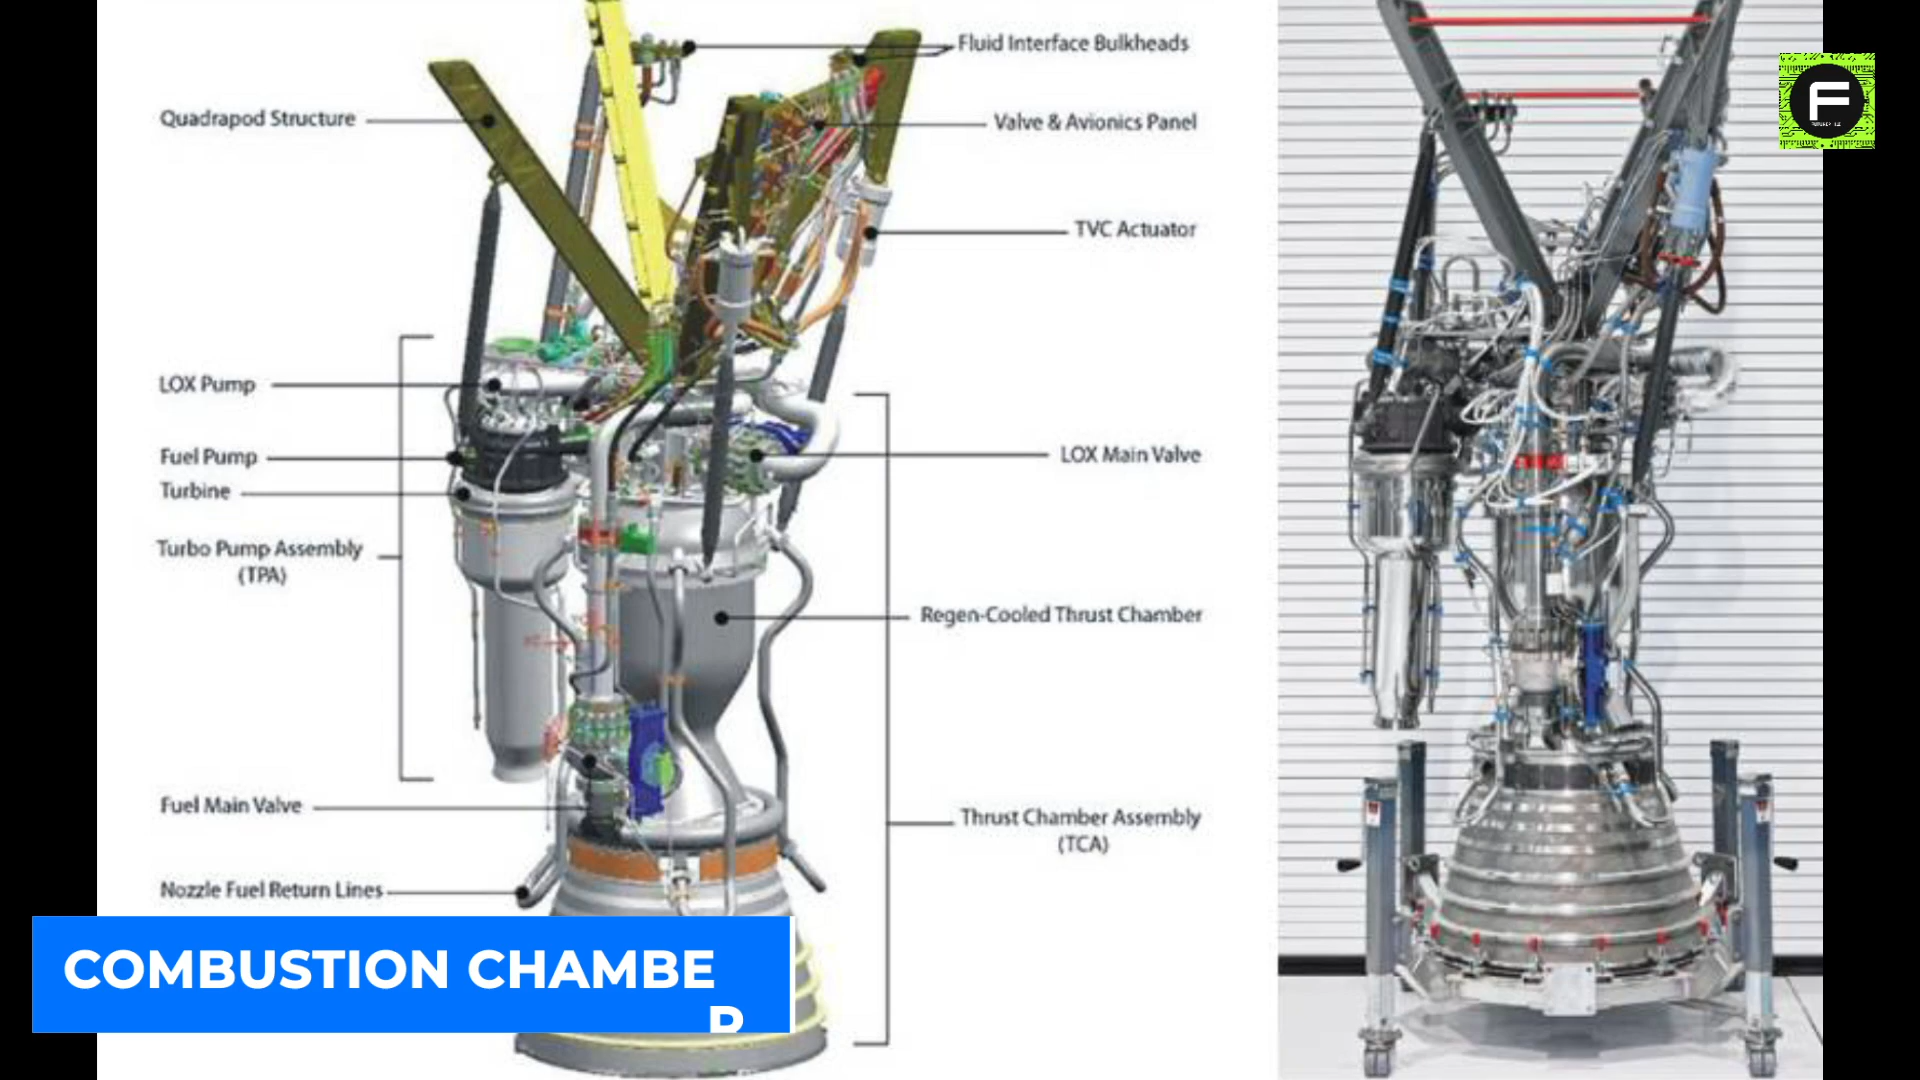 Fluid Interface Bulkheads
Quadrapod Structure
Valve & Avionics Panel
TVC Actuator
LOX Pump
Fuel Pump
Turbine
Turbo Pump Assembly
(TPA)
LOX Main Valve
Regen-Cooled Thrust Chamber
Fuel Main Valve
Thrust Chamber Assembly
(TCA)
Nozzle Fuel Return Lines
COMBUSTION CHAMBE
R
F